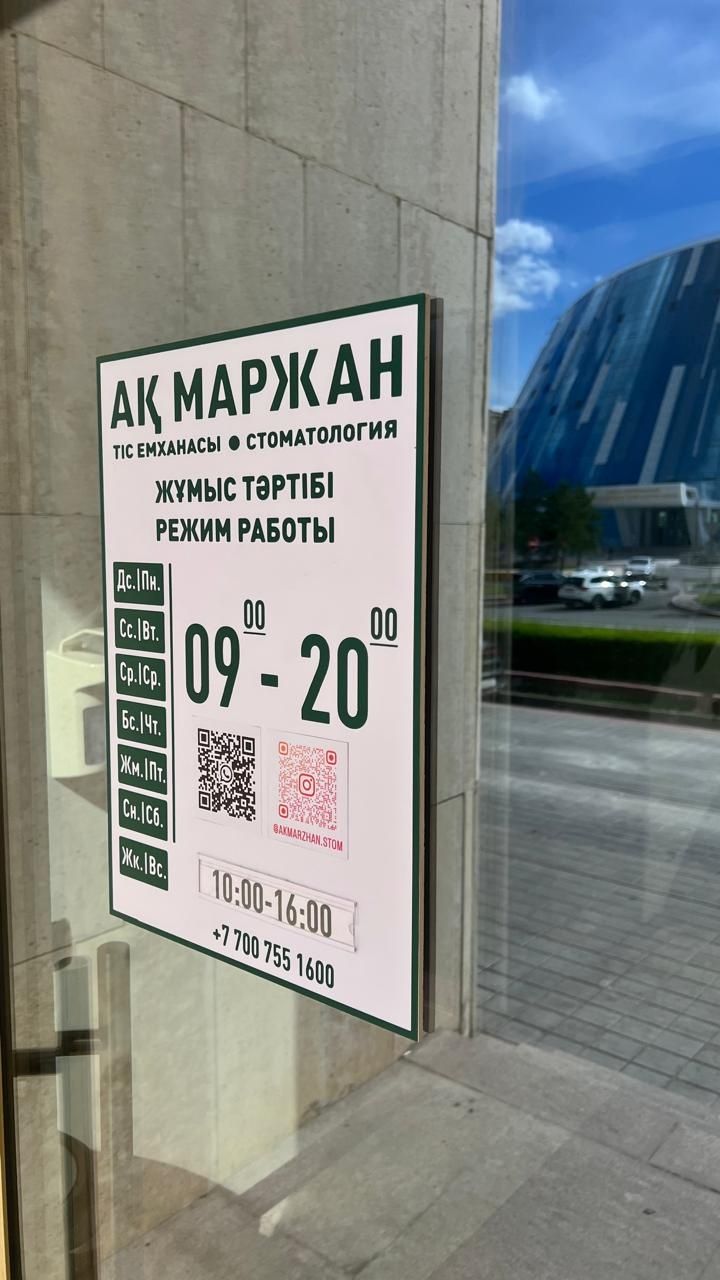 АҚ МАРЖАН
ТІС ЕМХАНАСЫ ● СТОМАТОЛОГИЯ
ЖҰМЫС ТӘРТІБІ
РЕЖИМ РАБОТЫ
Дс.|Пн.
Сс.|Вт.
Ср.|Ср.
Бс.|Чт.
Жм.|Пт.
Сн.|Сб.
09 00 - 20 00
@AKMARZHAN.STOM
Жк.|Вс.
10:00-16:00
+7 700 755 1600